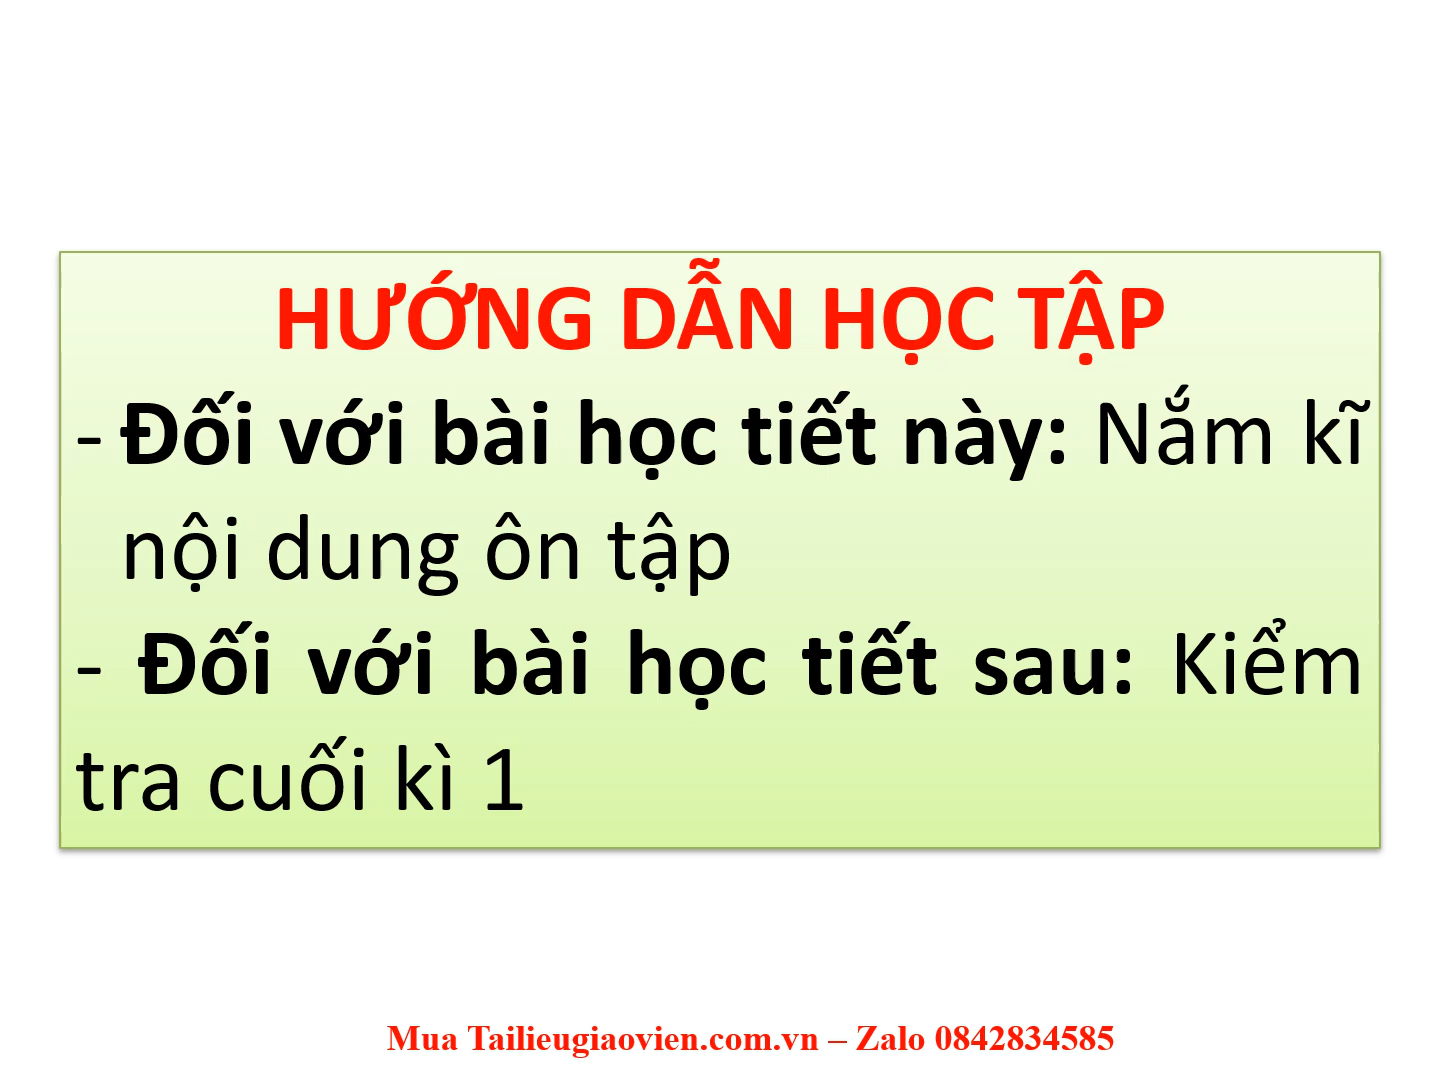 HƯỚNG DẪN HỌC TẬP
- Đối với bài học tiết này: Nắm kĩ
nội dung ôn tập
- Đối với bài học tiết sau: Kiểm
tra cuối kì 1
Mua Tailieugiaovien.com.vn – Zalo 0842834585